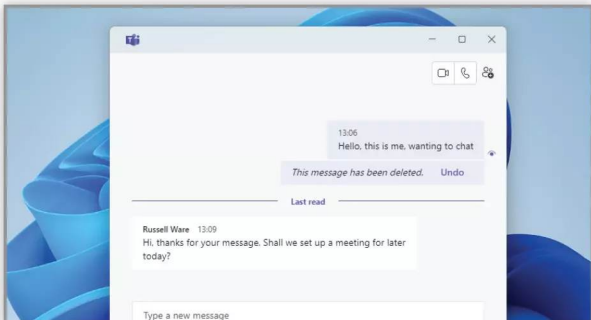 13:06
Hello, this is me, wanting to chat
This message has been deleted. Undo
Last read
Russell Ware 13:09
Hi, thanks for your message. Shall we set up a meeting for later
today?
Type a new message